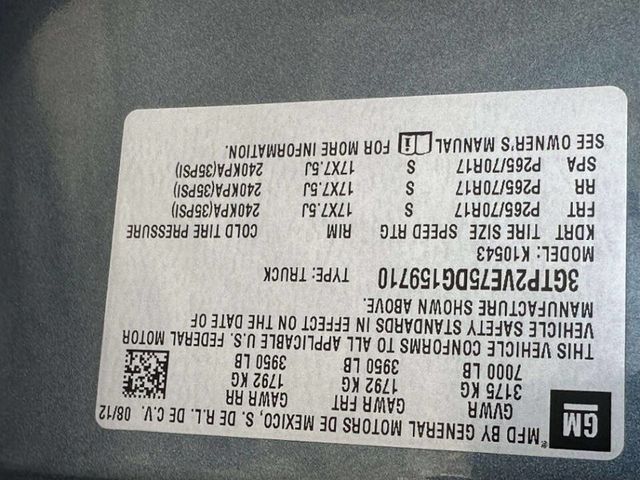 GM
MFD BY GENERAL MOTORS DE MEXICO, S. DE R.L. DE C.V. 08/12
GVWR GAWR FRT GAWR RR
3175 KG 1792 KG 1792 KG
7000 LB 3950 LB 3950 LB
THIS VEHICLE CONFORMS TO ALL APPLICABLE U.S. FEDERAL MOTOR
VEHICLE SAFETY STANDARDS IN EFFECT ON THE DATE OF
MANUFACTURE SHOWN ABOVE.
3GTP2VE75DG159710 TYPE: TRUCK
MODEL: K10543
KDRT TIRE SIZE SPEED RTG RIM COLD TIRE PRESSURE
FRT P265/70R17 S 17X7.5J 240KPA(35PSI)
RR P265/70R17 S 17X7.5J 240KPA(35PSI)
SPA P265/70R17 S 17X7.5J 240KPA(35PSI)
SEE OWNER'S MANUAL FOR MORE INFORMATION.